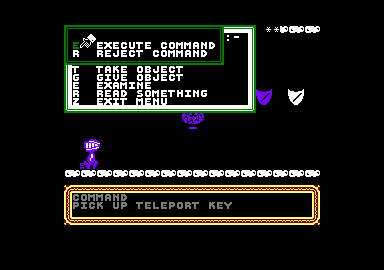 :-
**
E EXECUTE COMMAND
R REJECT COMMAND
T TAKE OBJECT
G GIVE OBJECT
E EXAMINE
R READ SOMETHING
Z EXIT MENU
COMMAND
PICK UP TELEPORT KEY